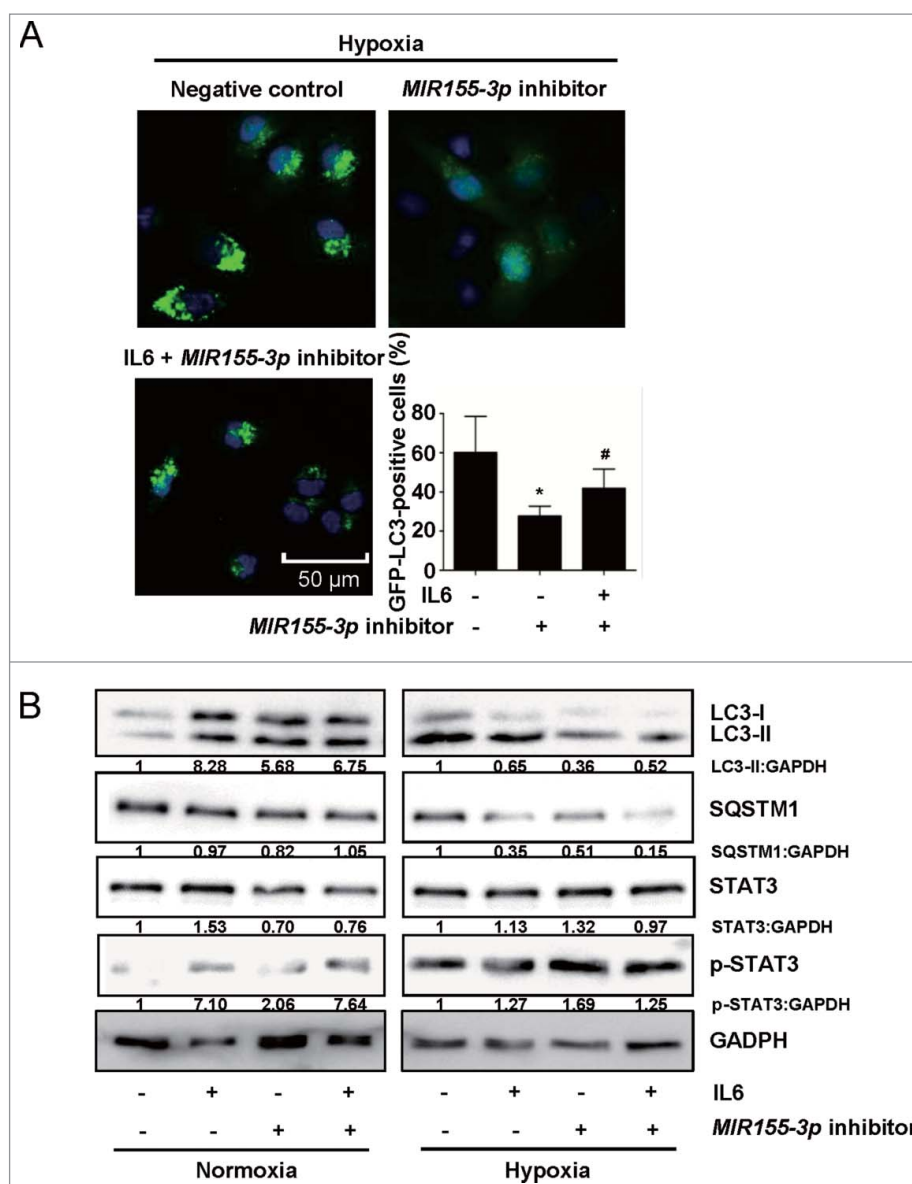 A
Hypoxia
Negative control
MIR155-3p inhibitor
IL6 + MIR155-3p inhibitor
50 µm
GFP-LC3-positive cells (%)
80
60
40
20
0
*
#
IL6 - - +
MIR155-3p inhibitor - + +
B
LC3-I
LC3-II
1 8.28 5.68 6.75 1 0.65 0.36 0.52 LC3-II:GAPDH
SQSTM1
1 0.97 0.82 1.05 1 0.35 0.51 0.15 SQSTM1:GAPDH
STAT3
1 1.53 0.70 0.76 1 1.13 1.32 0.97 STAT3:GAPDH
p-STAT3
1 7.10 2.06 7.64 1 1.27 1.69 1.25 p-STAT3:GAPDH
GADPH
- + - + - + - + IL6
- - + + - - + + MIR155-3p inhibitor
Normoxia Hypoxia